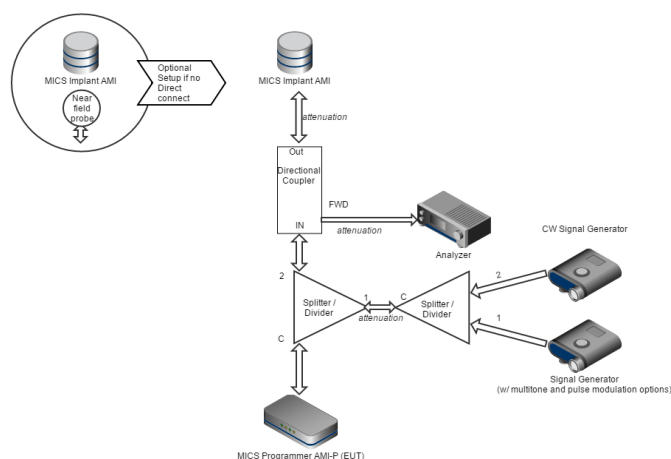 MICS Implant AMI
Near
field
probe
Optional
Setup if no
Direct
connect
MICS Implant AMI
attenuation
Out
Directional
Coupler
IN
FWD
attenuation
Analyzer
CW Signal Generator
2
Splitter /
Divider
C
1
attenuation
C
Splitter /
Divider
2
1
Signal Generator
(w/ multitone and pulse modulation options)
MICS Programmer AMI-P (EUT)